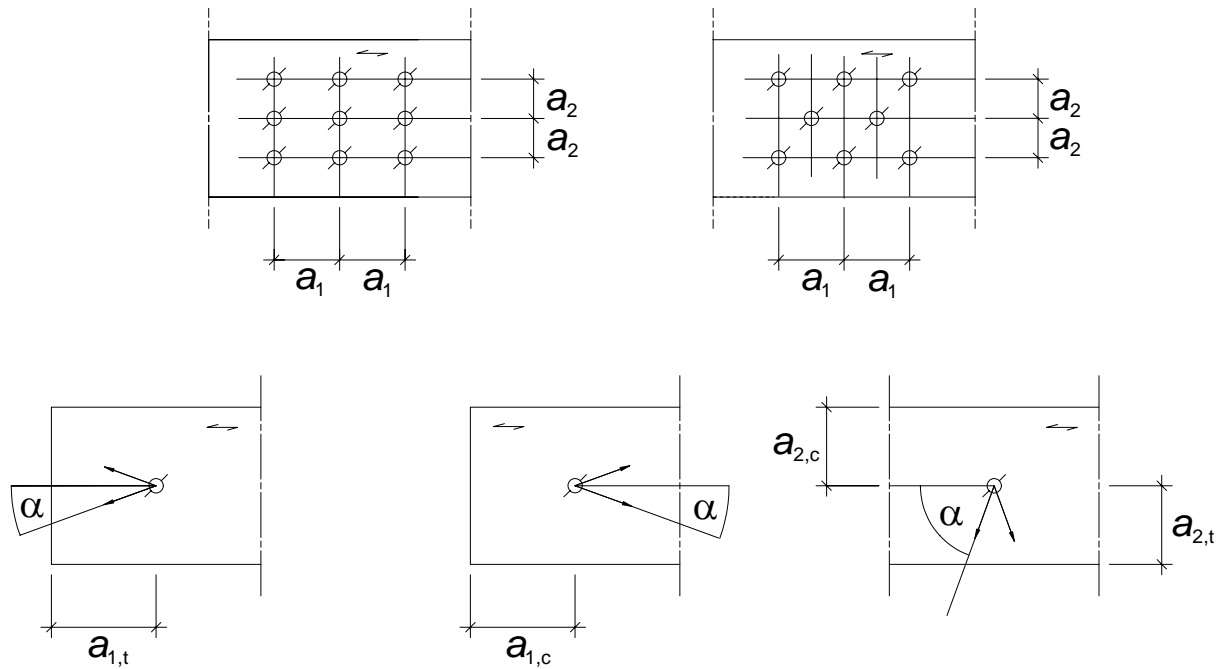 a₂
a₂
a₁ a₁
a₂
a₂
a₁ a₁
α
a₁,t
α
a₁,c
a₂,c
α
a₂,t